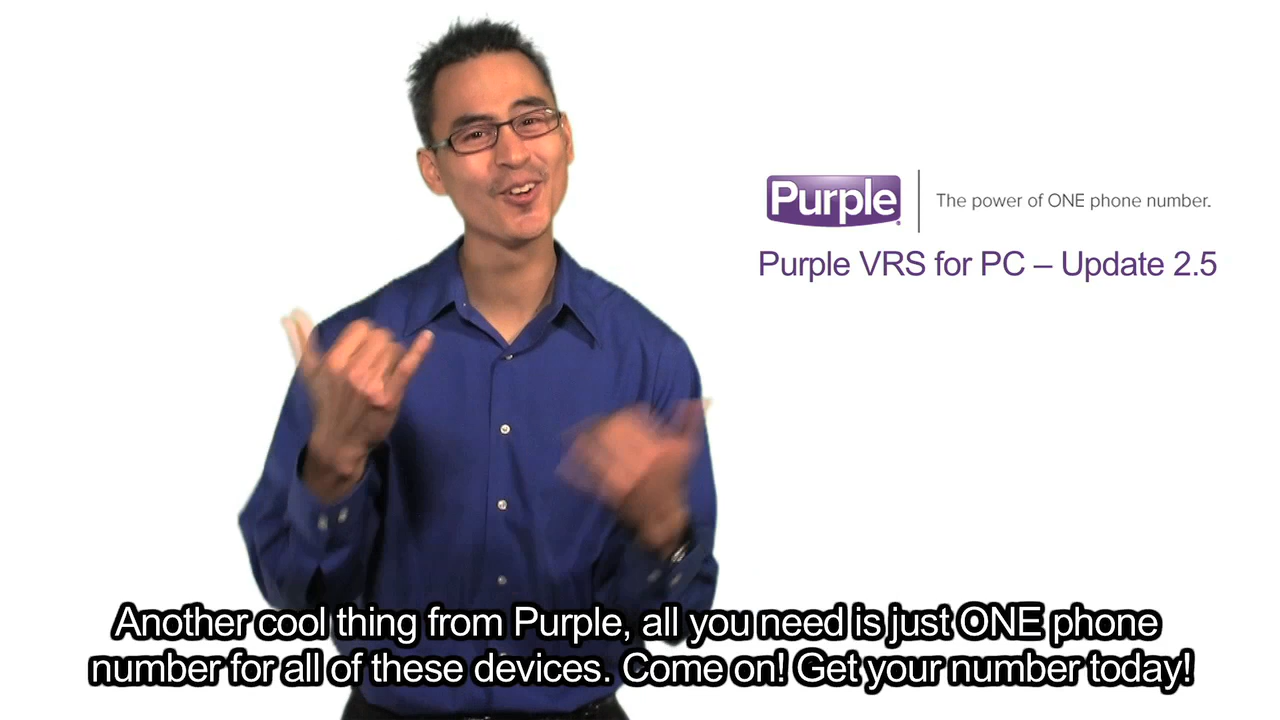 Purple
The power of ONE phone number.
Purple VRS for PC – Update 2.5
Another cool thing from Purple, all you need is just ONE phone
number for all of these devices. Come on! Get your number today!